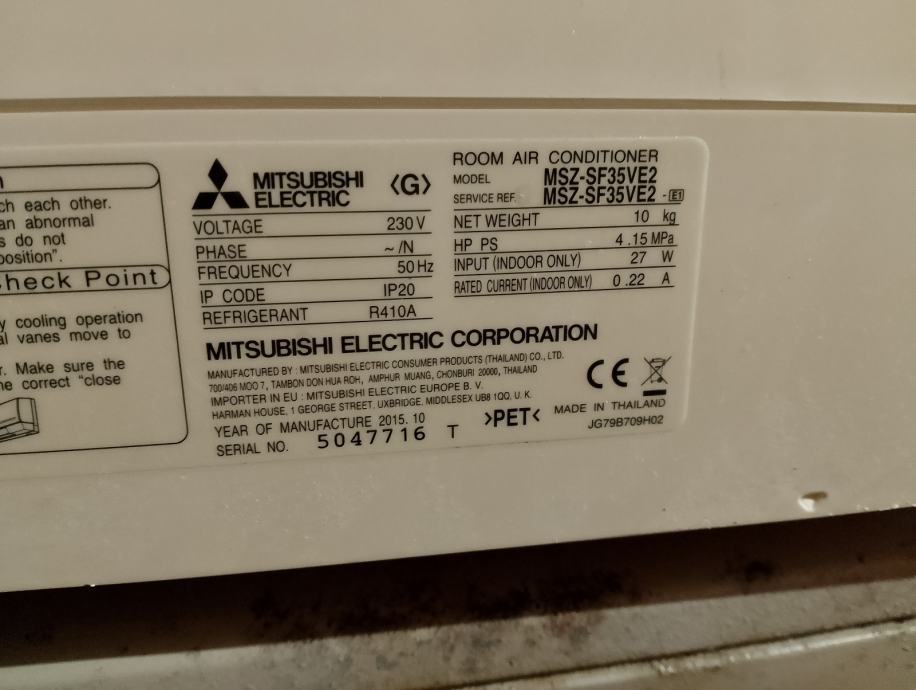 n
ch each other.
an abnormal
s do not
position".
Check Point
y cooling operation
al vanes move to
r. Make sure the
he correct "close
MITSUBISHI
ELECTRIC
<G>
VOLTAGE 230 V
PHASE ~/N
FREQUENCY 50 Hz
IP CODE IP20
REFRIGERANT R410A
ROOM AIR CONDITIONER
MODEL MSZ-SF35VE2
SERVICE REF. MSZ-SF35VE2 - E1
NET WEIGHT 10 kg
HP PS 4.15 MPa
INPUT (INDOOR ONLY) 27 W
RATED CURRENT (INDOOR ONLY) 0.22 A
MITSUBISHI ELECTRIC CORPORATION
MANUFACTURED BY : MITSUBISHI ELECTRIC CONSUMER PRODUCTS (THAILAND) CO., LTD.
700/406 MOO 7, TAMBON DON HUA ROH, AMPHUR MUANG, CHONBURI 20000, THAILAND
IMPORTER IN EU : MITSUBISHI ELECTRIC EUROPE B. V.
HARMAN HOUSE, 1 GEORGE STREET, UXBRIDGE, MIDDLESEX UB8 1QQ, U. K.
YEAR OF MANUFACTURE 2015. 10
SERIAL NO. 5047716 T
>PET<
CE
MADE IN THAILAND
JG79B709H02